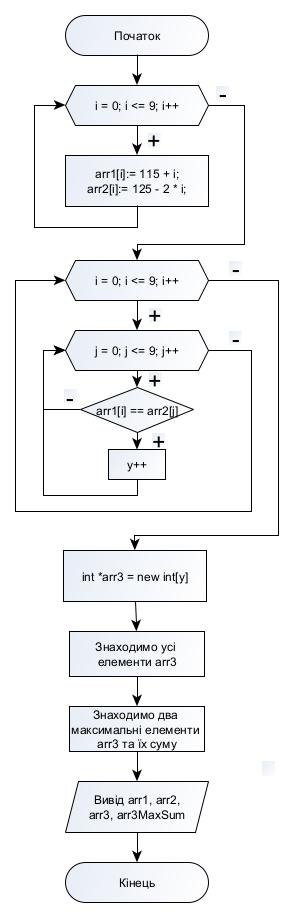 Початок
i = 0; i <= 9; i++
-
+
arr1[i]:= 115 + i;
arr2[i]:= 125 - 2 * i;
i = 0; i <= 9; i++
-
+
j = 0; j <= 9; j++
-
+
-
arr1[i] == arr2[j]
+
y++
int *arr3 = new int[y]
Знаходимо усі
елементи arr3
Знаходимо два
максимальні елементи
arr3 та їх суму
Вивід arr1, arr2,
arr3, arr3MaxSum
Кінець